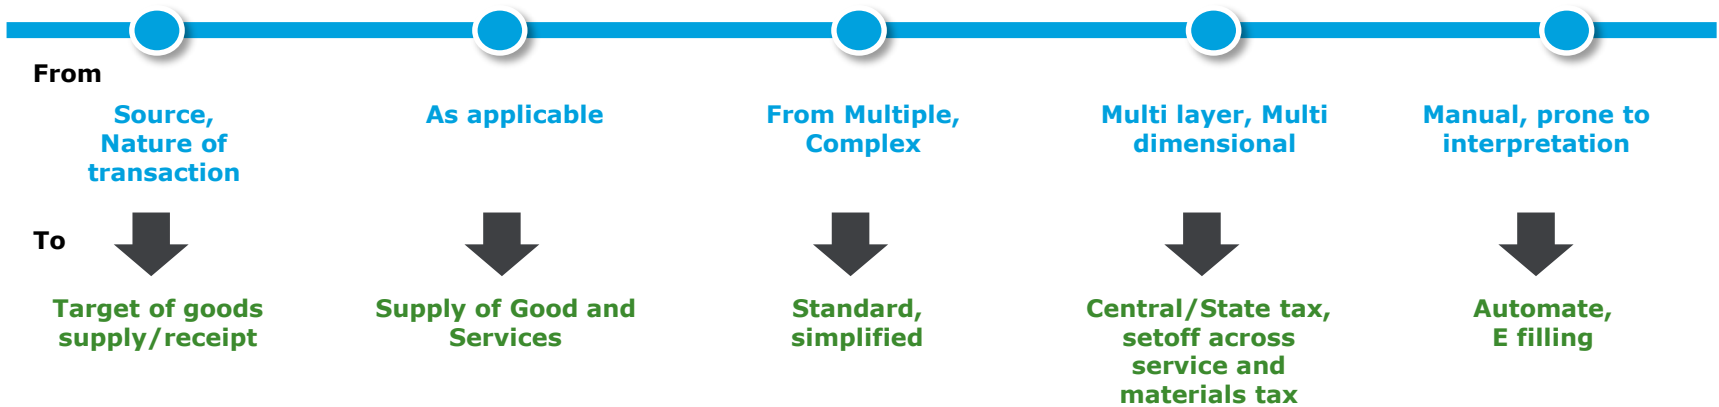 From
Source,
Nature of
transaction
As applicable
From Multiple,
Complex
Multi layer, Multi
dimensional
Manual, prone to
interpretation
To
Target of goods
supply/receipt
Supply of Good and
Services
Standard,
simplified
Central/State tax,
setoff across
service and
materials tax
Automate,
E filling